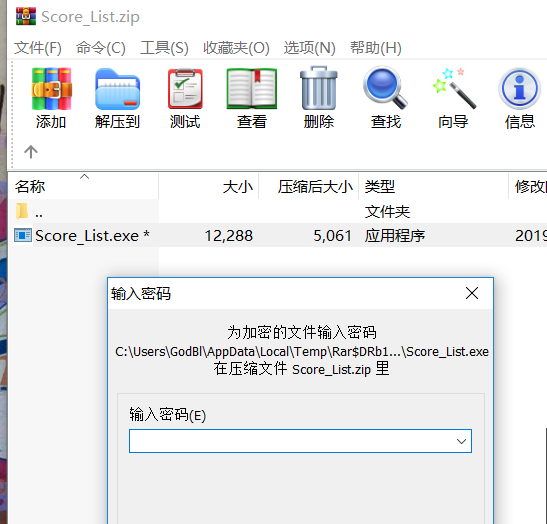 Score_List.zip
文件(F) 命令(C) 工具(S) 收藏夹(O) 选项(N) 帮助(H)
添加 解压到 测试 查看 删除 查找 向导 信息
名称 大小 压缩后大小 类型
..  文件夹
Score_List.exe * 12,288 5,061 应用程序 2019
输入密码
为加密的文件输入密码
C:\Users\GodBl\AppData\Local\Temp\Rar$DRb1...\Score_List.exe
在压缩文件 Score_List.zip 里
输入密码(E)